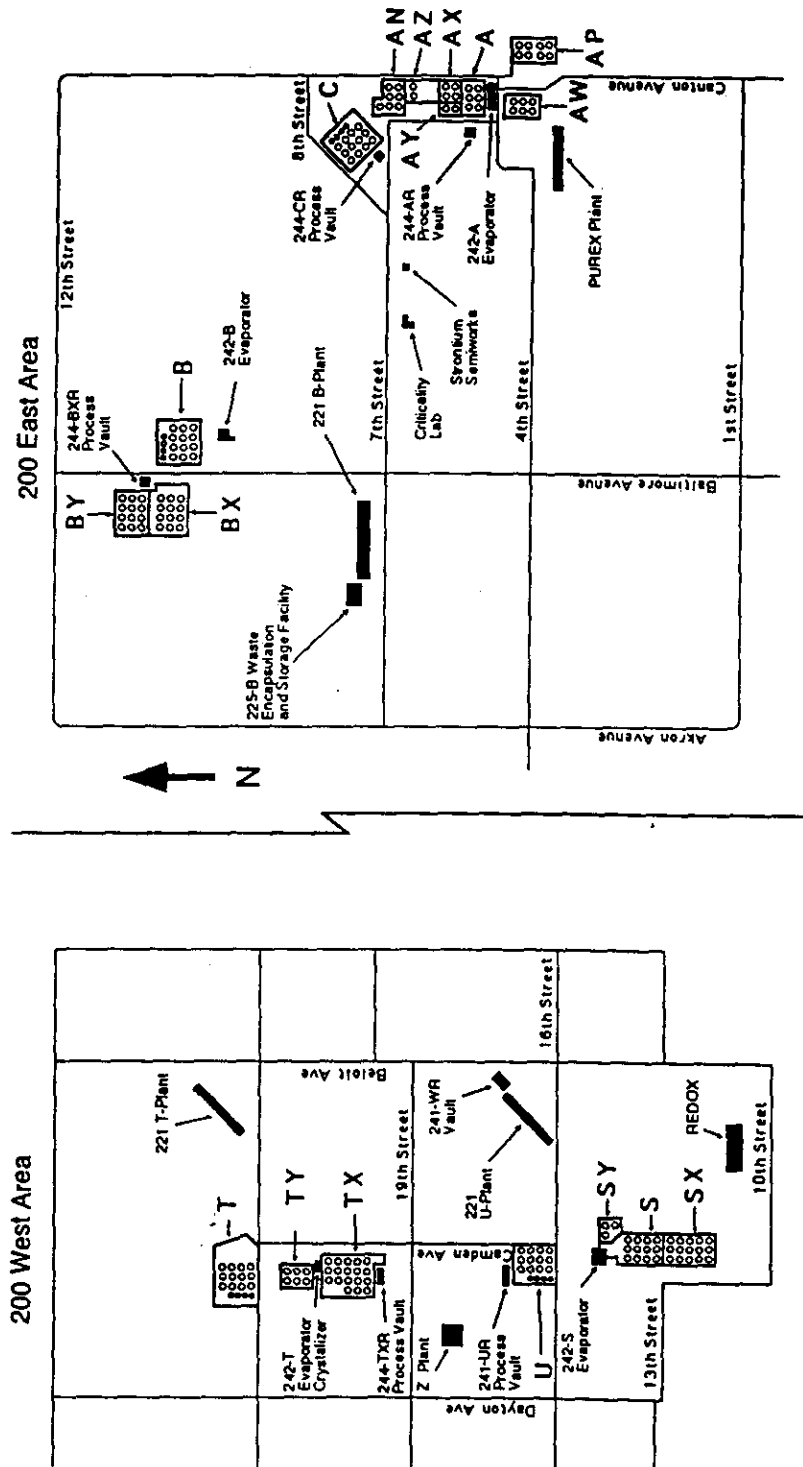 200 East Area
12th Street
8th Street
7th Street
4th Street
1st Street
Akron Avenue
Baltimore Avenue
Canton Avenue
BY
BX
B
244-BXR
Process
Vault
242-B
Evaporator
221 B-Plant
225-B Waste
Encapsulation
and Storage Facility
C
244-CR
Process
Vault
AN
AZ
AX
A
AY
AP
AW
244-AR
Process
Vault
242-A
Evaporator
Criticality
Lab
Strontium
Semiworks
PUREX Plant
N
200 West Area
221 T-Plant
T
TY
TX
242-T
Evaporator
Crystalizer
244-TXR
Process Vault
Beloit Ave
19th Street
16th Street
Camden Ave
Dayton Ave
Z Plant
241-WR
Vault
221
U-Plant
241-UR
Process
Vault
U
242-S
Evaporator
SY
S
SX
REDOX
13th Street
10th Street